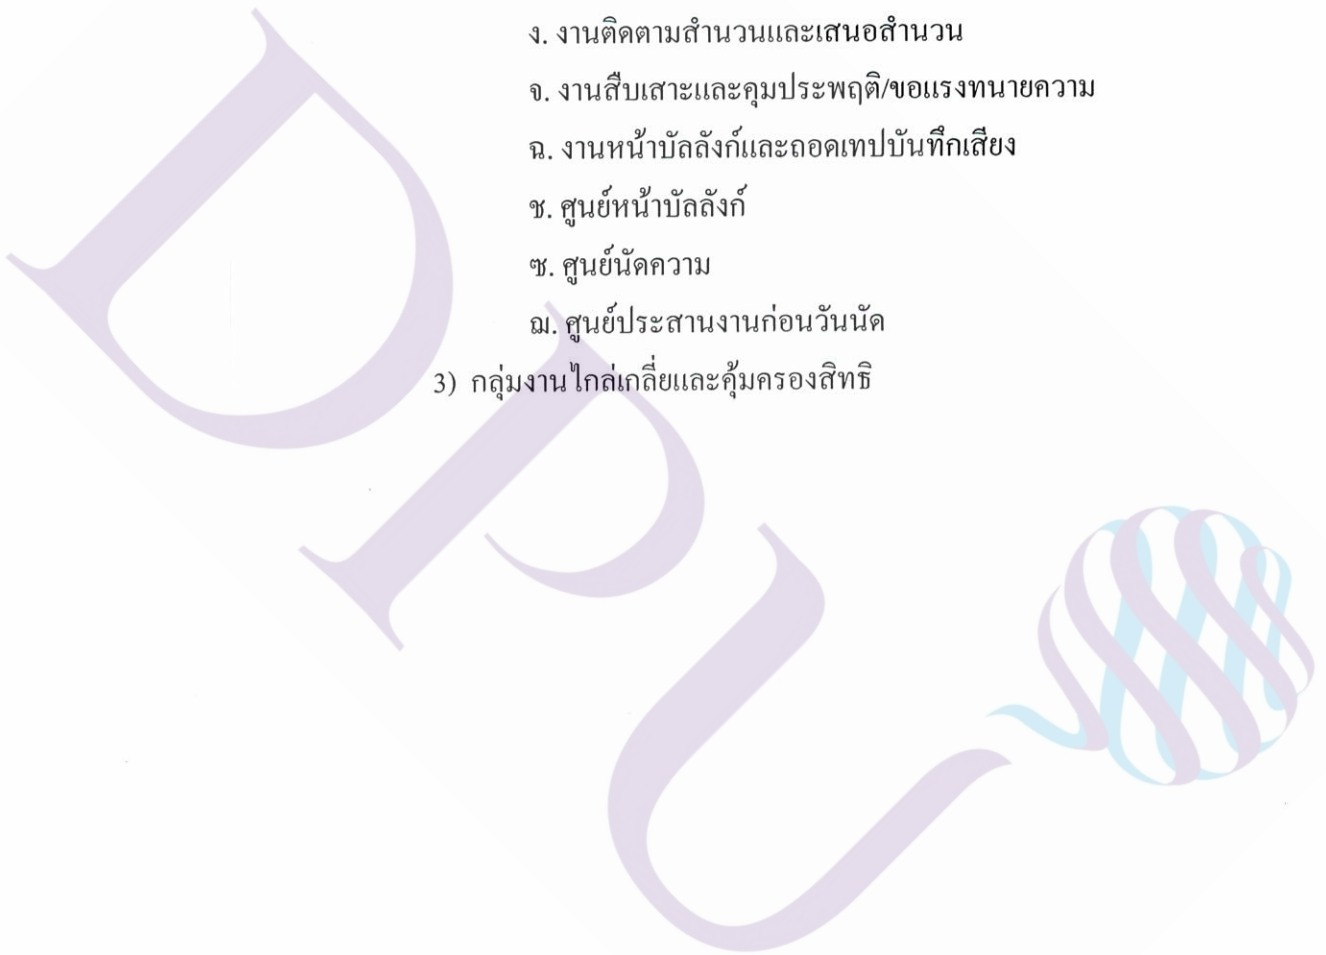 ง. งานติดตามสำนวนและเสนอสำนวน
จ. งานสืบเสาะและคุมประพฤติ/ขอแรงทนายความ
ฉ. งานหน้าบัลลังก์และถอดเทปบันทึกเสียง
ช. ศูนย์หน้าบัลลังก์
ซ. ศูนย์นัดความ
ฌ. ศูนย์ประสานงานก่อนวันนัด
3) กลุ่มงานไกล่เกลี่ยและคุ้มครองสิทธิ
DPU